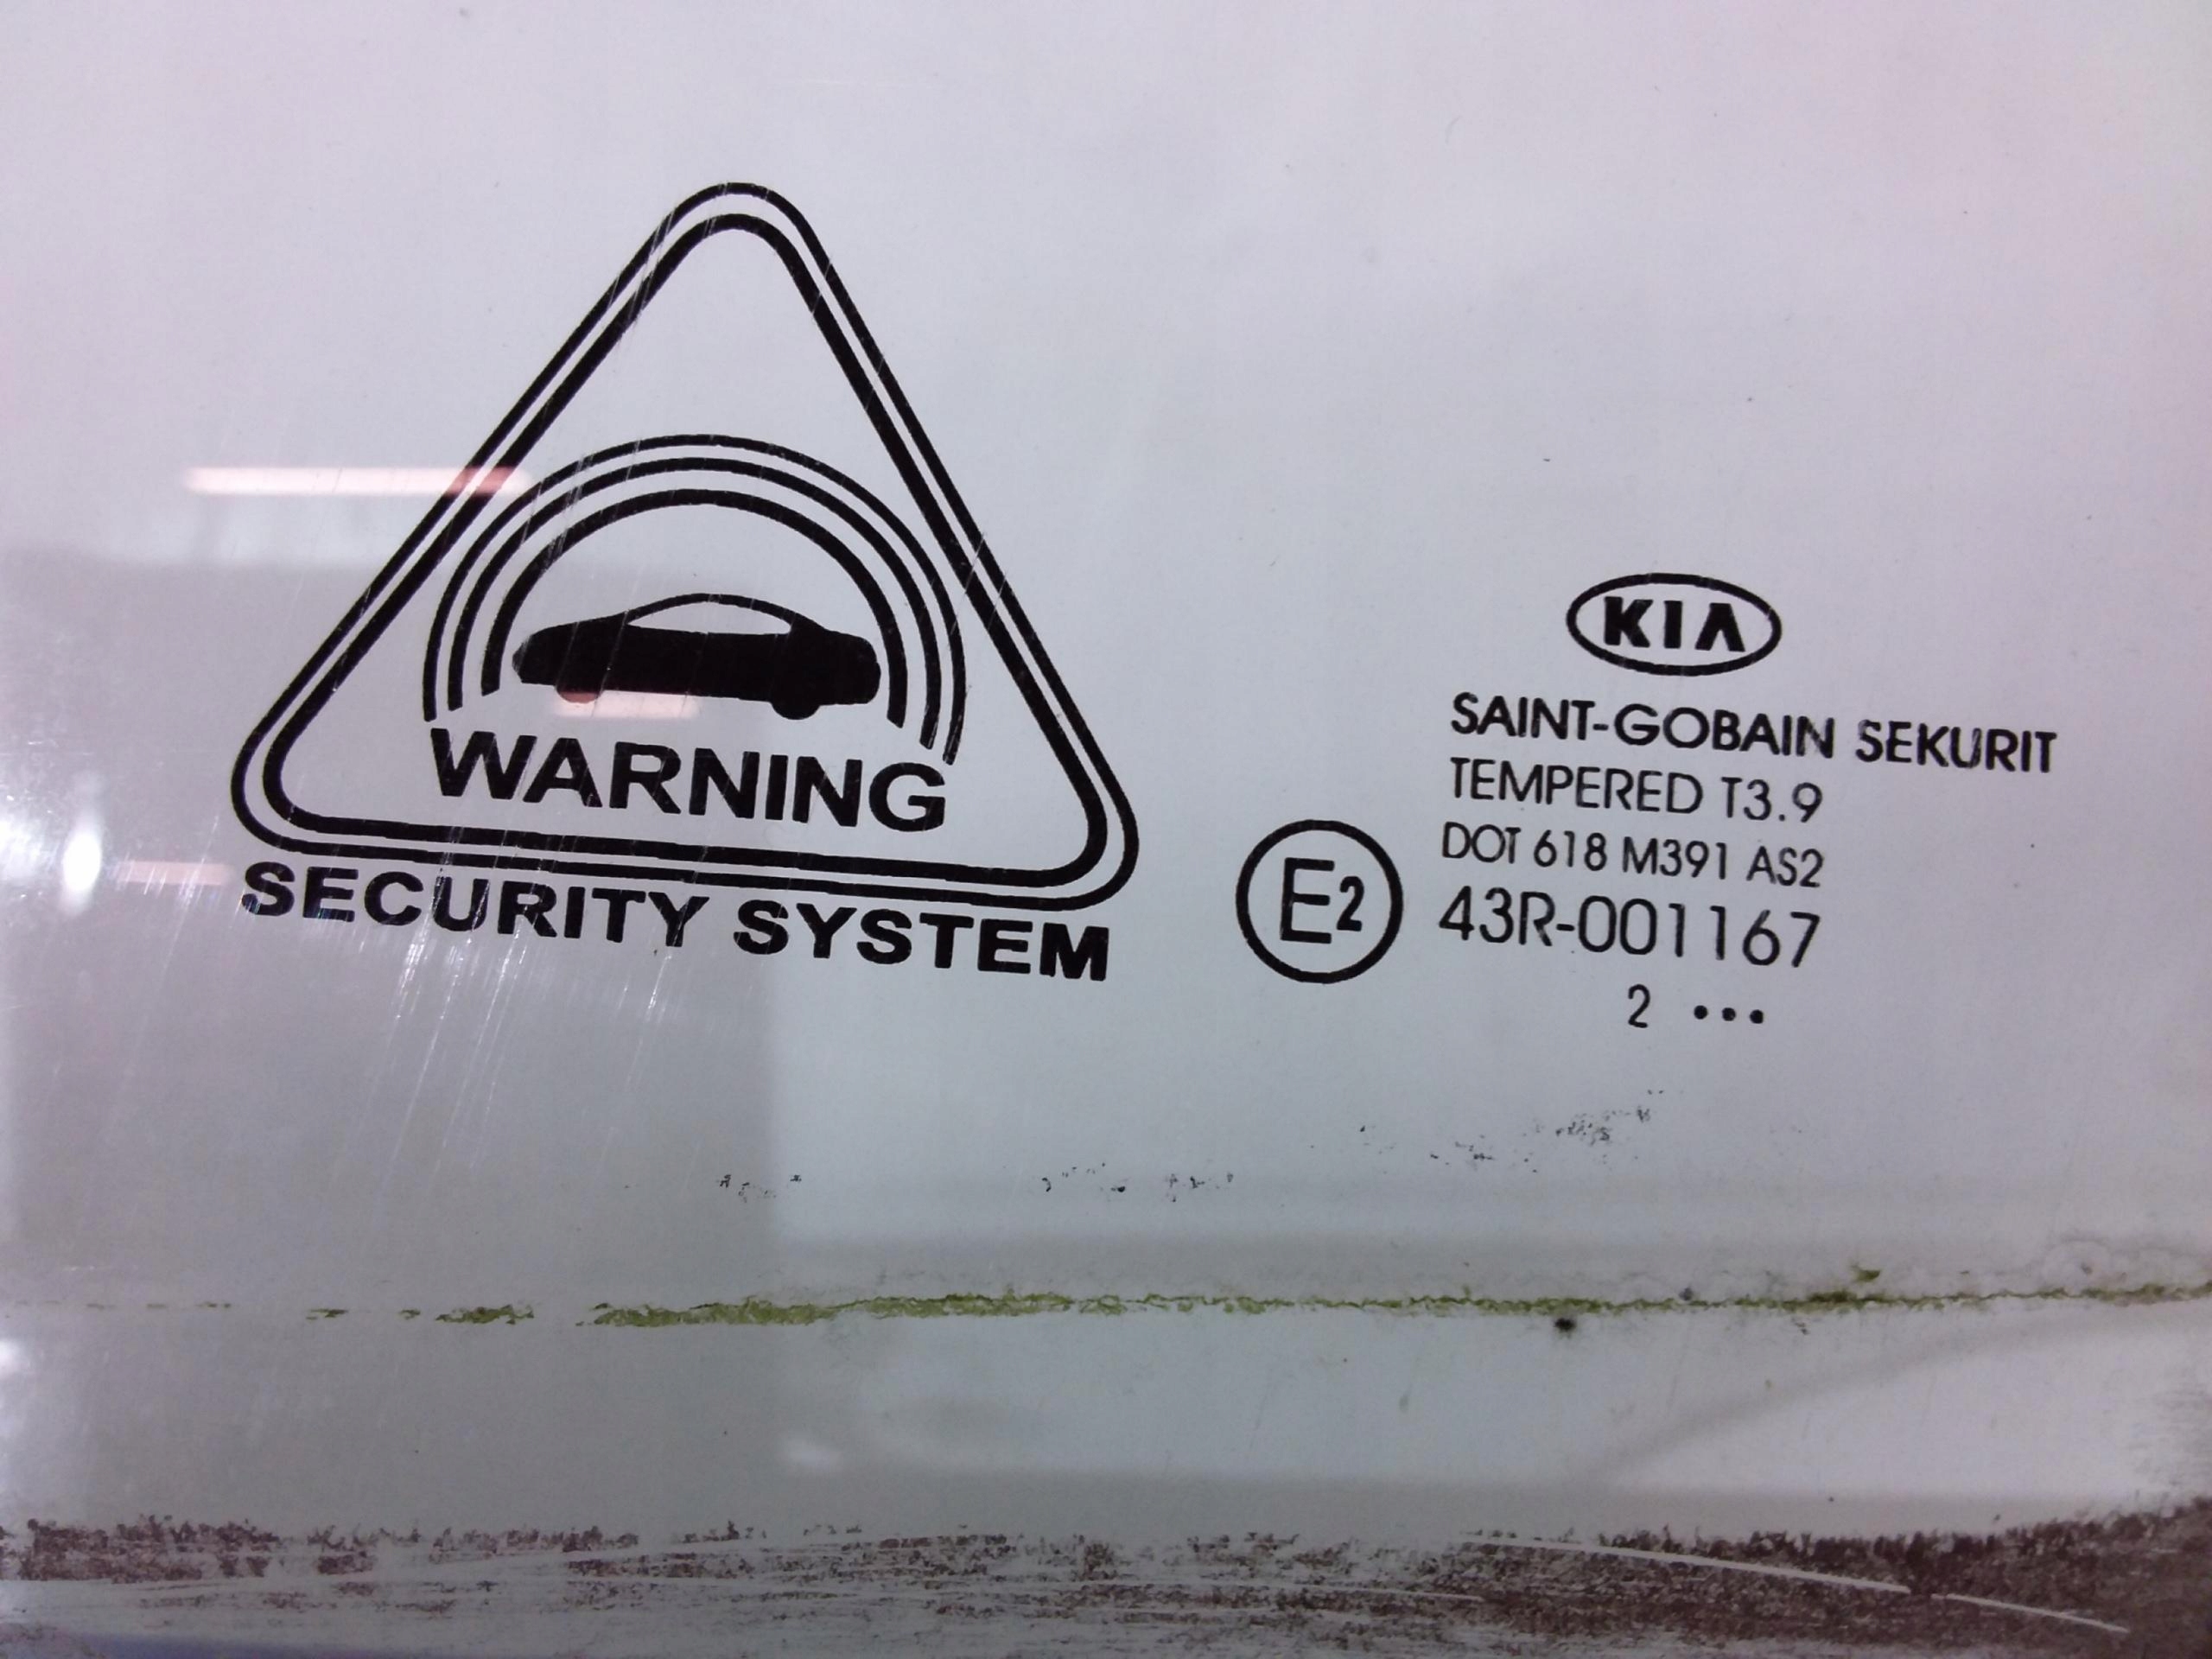 WARNING
SECURITY SYSTEM
KIA
SAINT-GOBAIN SEKURIT
TEMPERED T3.9
DOT 618 M391 AS2
E2
43R-001167
2 •••